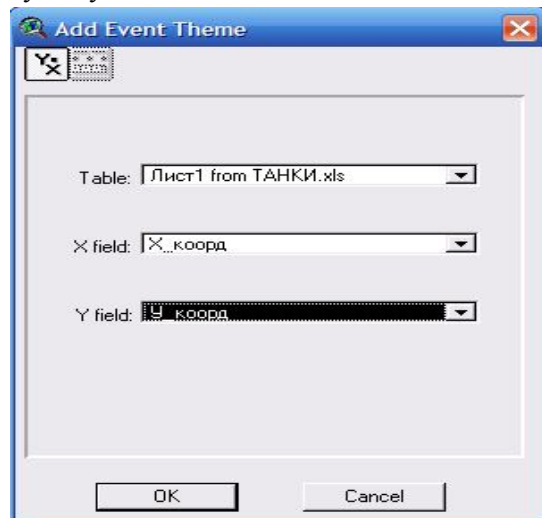 Add Event Theme
Table: Лист1 from ТАНКИ.xls
X field: X_коорд
Y field: У_коорд
OK Cancel